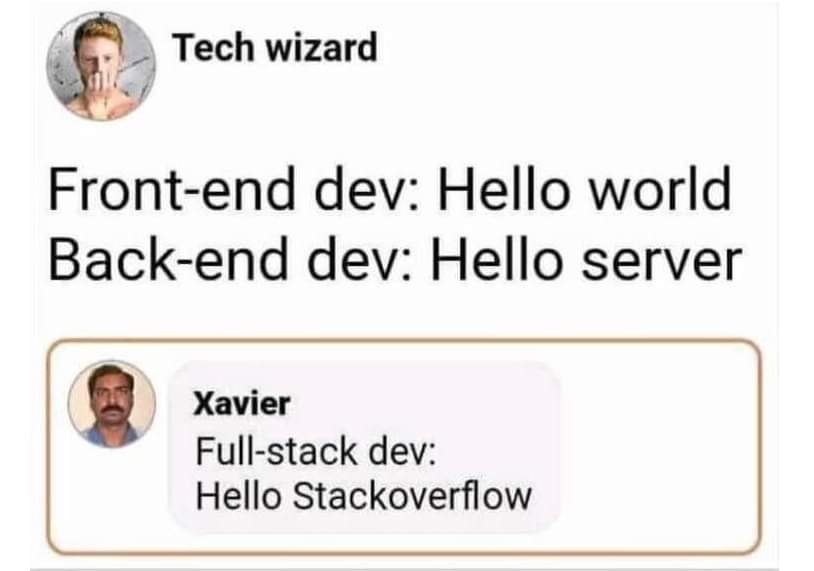 Tech wizard
Front-end dev: Hello world
Back-end dev: Hello server
Xavier
Full-stack dev:
Hello Stackoverflow